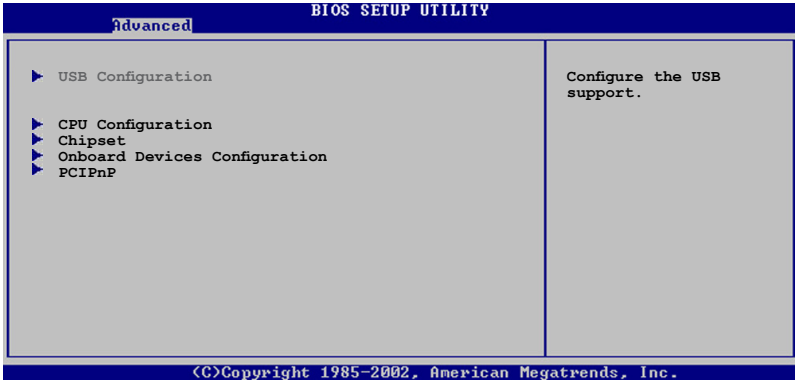 BIOS SETUP UTILITY
Advanced
USB Configuration
CPU Configuration
Chipset
Onboard Devices Configuration
PCIPnP
Configure the USB
support.
(C)Copyright 1985-2002, American Megatrends, Inc.